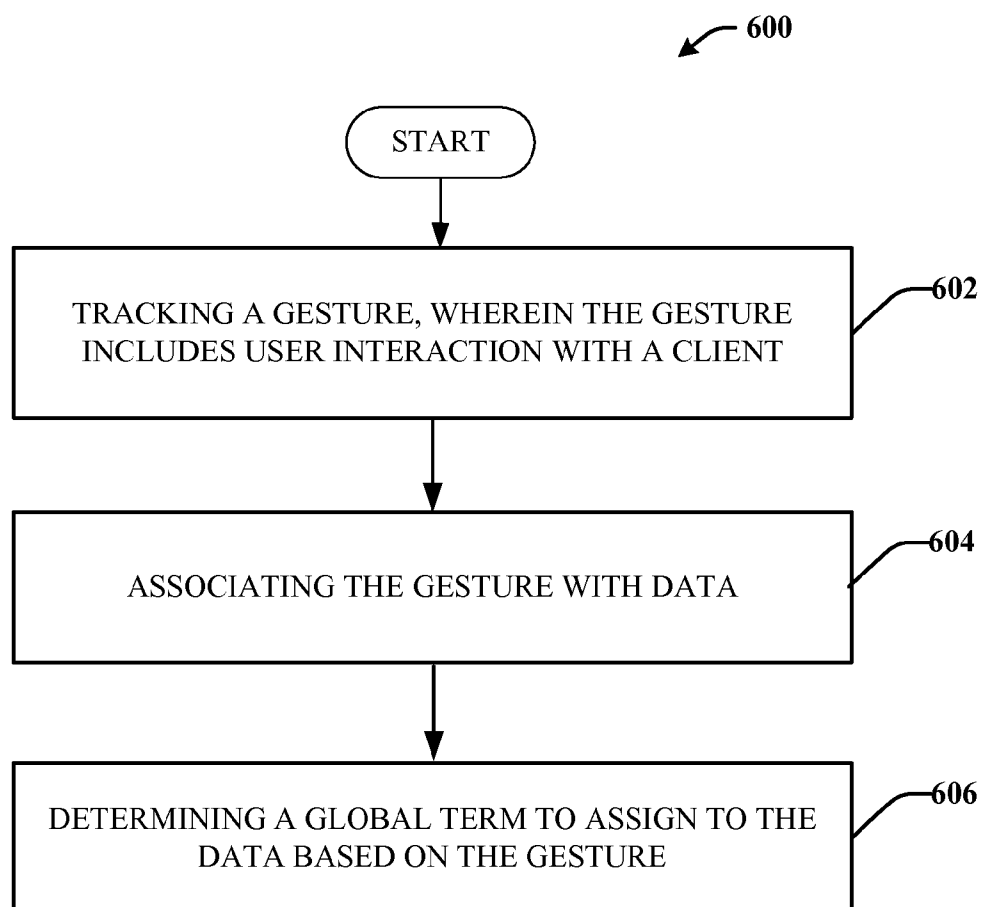 600
START
TRACKING A GESTURE, WHEREIN THE GESTURE
INCLUDES USER INTERACTION WITH A CLIENT
602
ASSOCIATING THE GESTURE WITH DATA
604
DETERMINING A GLOBAL TERM TO ASSIGN TO THE
DATA BASED ON THE GESTURE
606